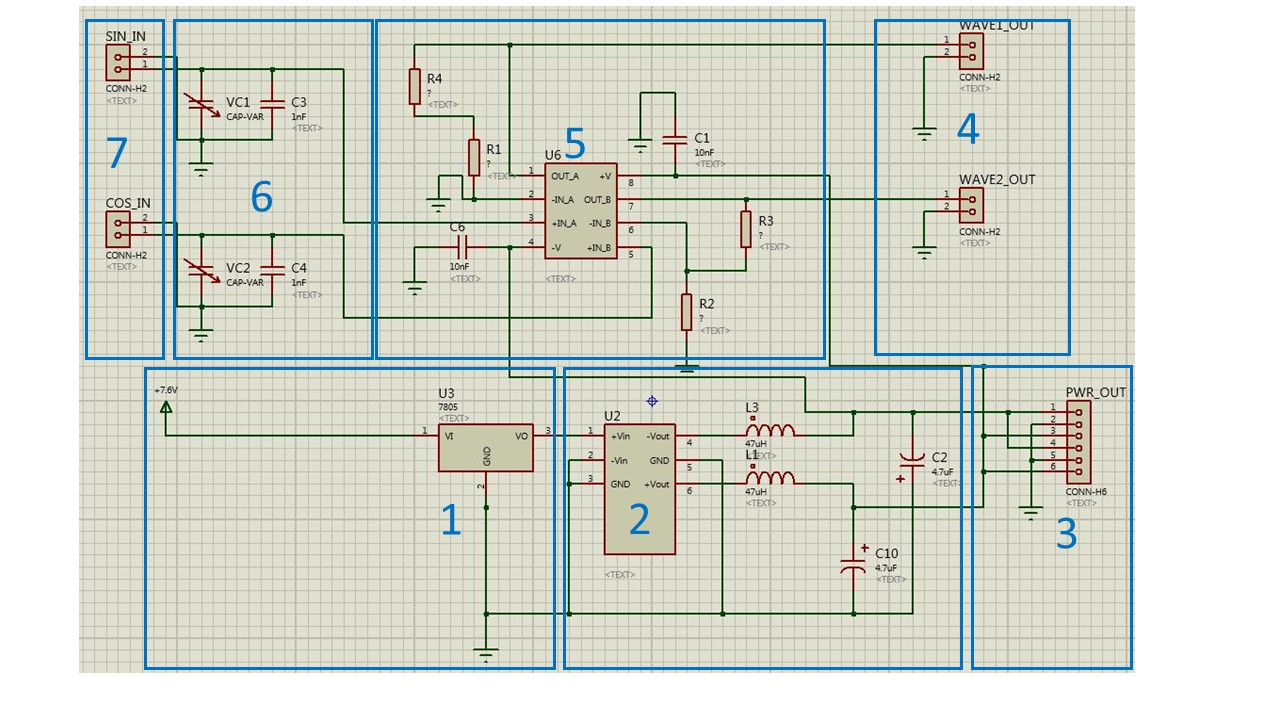 SIN_IN
2
1
CONN-H2
<TEXT>
7
COS_IN
2
1
CONN-H2
<TEXT>
VC1
CAP-VAR
C3
1nF
<TEXT>
6
VC2
CAP-VAR
C4
1nF
<TEXT>
R4
?
<TEXT>
R1
?
<TEXT>
5
U6
1 OUT_A +V 8
2 -IN_A OUT_B 7
3 +IN_A -IN_B 6
4 -V +IN_B 5
<TEXT>
C6
10nF
<TEXT>
C1
10nF
<TEXT>
R3
?
<TEXT>
R2
?
<TEXT>
WAVE1_OUT
1
2
CONN-H2
<TEXT>
4
WAVE2_OUT
1
2
CONN-H2
<TEXT>
+7.6V
U3
7805
<TEXT>
1 VI VO 3
GND
2
1
U2
1 +Vin -Vout 4
2 -Vin GND 5
3 GND +Vout 6
2
<TEXT>
L3
47uH
<TEXT>
L1
47uH
<TEXT>
C2
4.7uF
<TEXT>
C10
4.7uF
<TEXT>
PWR_OUT
1
2
3
4
5
6
CONN-H6
<TEXT>
3